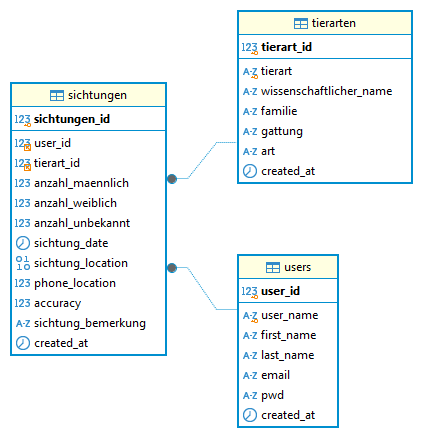 tierarten
123 tierart_id
A-Z tierart
A-Z wissenschaftlicher_name
A-Z familie
A-Z gattung
A-Z art
created_at
sichtungen
123 sichtungen_id
123 user_id
123 tierart_id
123 anzahl_maennlich
123 anzahl_weiblich
123 anzahl_unbekannt
sichtung_date
sichtung_location
123 phone_location
123 accuracy
A-Z sichtung_bemerkung
created_at
users
123 user_id
A-Z user_name
A-Z first_name
A-Z last_name
A-Z email
A-Z pwd
created_at